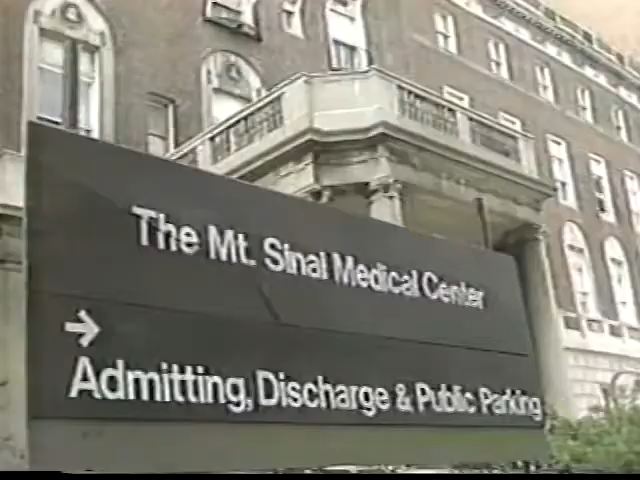 The Mt. Sinai Medical Center
→
Admitting, Discharge & Public Parking